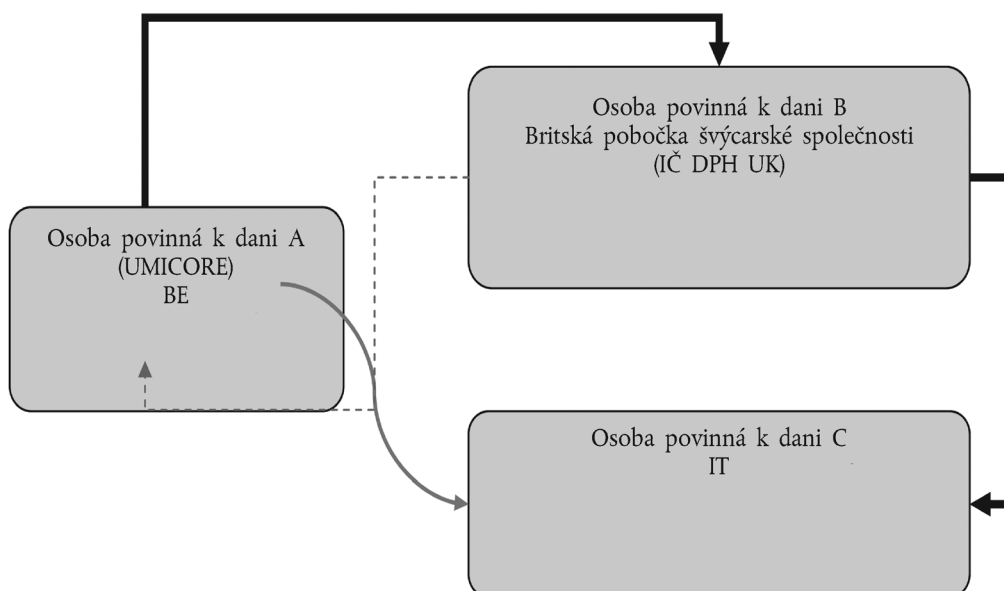 Osoba povinná k dani B
Britská pobočka švýcarské společnosti
(IČ DPH UK)
Osoba povinná k dani A
(UMICORE)
BE
Osoba povinná k dani C
IT